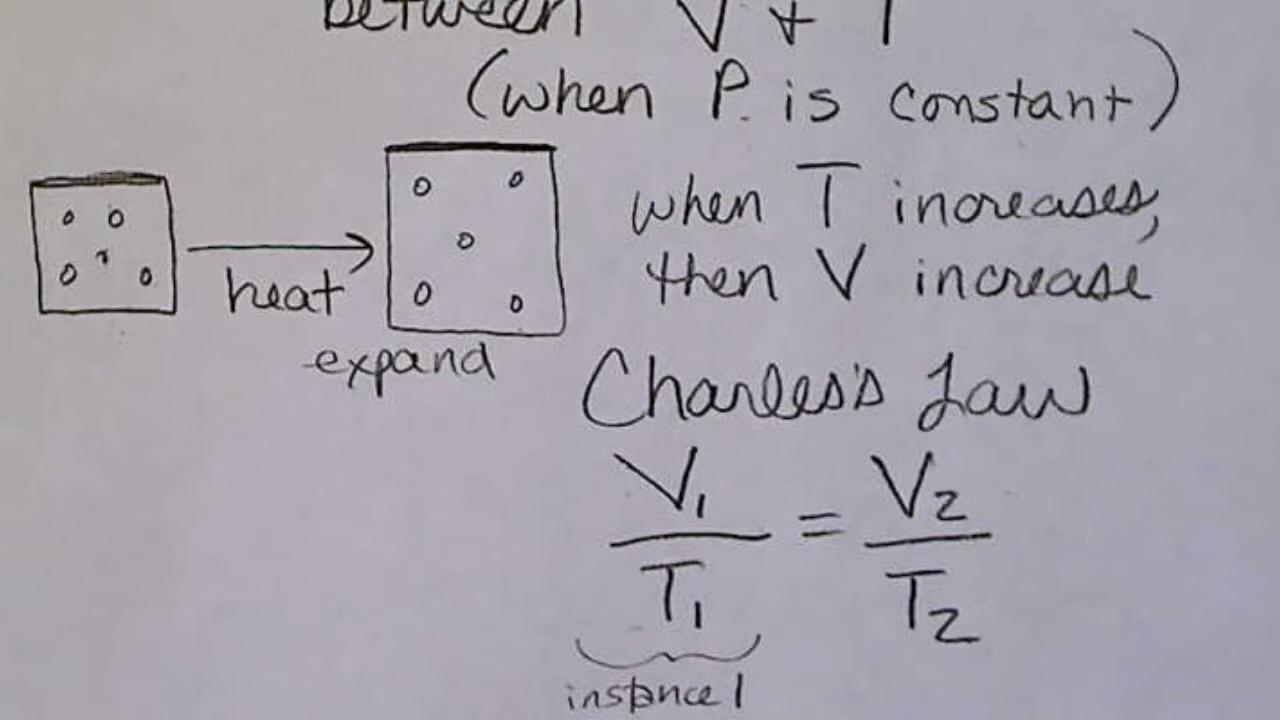 between V + T
(when P is constant)
when T increases,
then V increase
heat
expand
Charles's Law
V₁ = V₂
T₁ T₂
instance 1